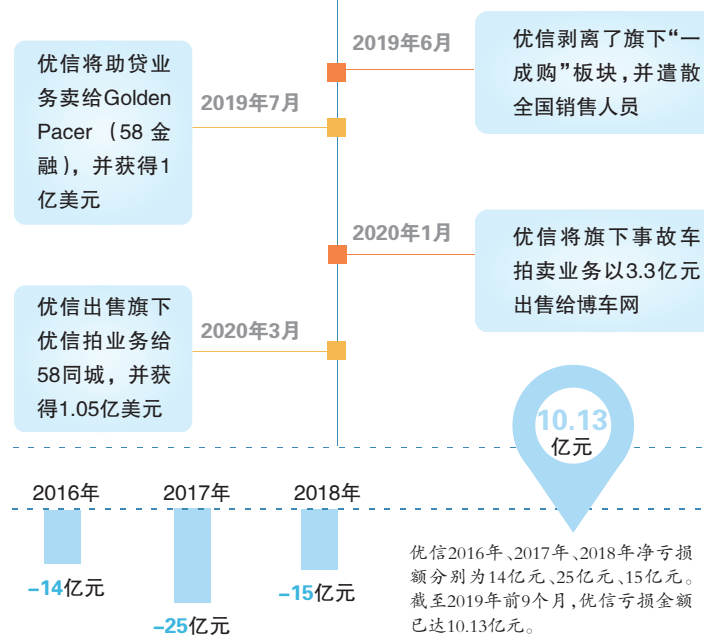 2019年6月
优信剥离了旗下“一
成购”板块，并遣散
全国销售人员
优信将助贷业
务卖给Golden
Pacer（58 金
融），并获得1
亿美元
2019年7月
2020年1月
优信将旗下事故车
拍卖业务以3.3亿元
出售给博车网
优信出售旗下
优信拍业务给
58同城，并获
得1.05亿美元
2020年3月
10.13
亿元
2016年
2017年
2018年
-14亿元
-25亿元
-15亿元
优信2016年、2017年、2018年净亏损
额分别为14亿元、25亿元、15亿元。
截至2019年前9个月，优信亏损金额
已达10.13亿元。